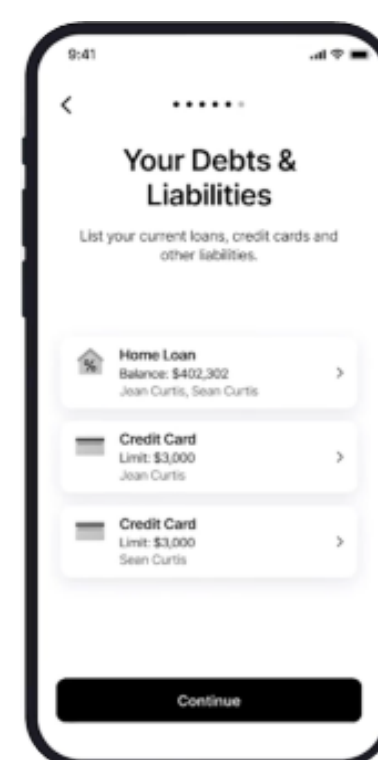 9:41
Your Debts &
Liabilities
List your current loans, credit cards and
other liabilities.
%
Home Loan
Balance: $402,302
Jean Curtis, Sean Curtis
Credit Card
Limit: $3,000
Jean Curtis
Credit Card
Limit: $3,000
Sean Curtis
Continue